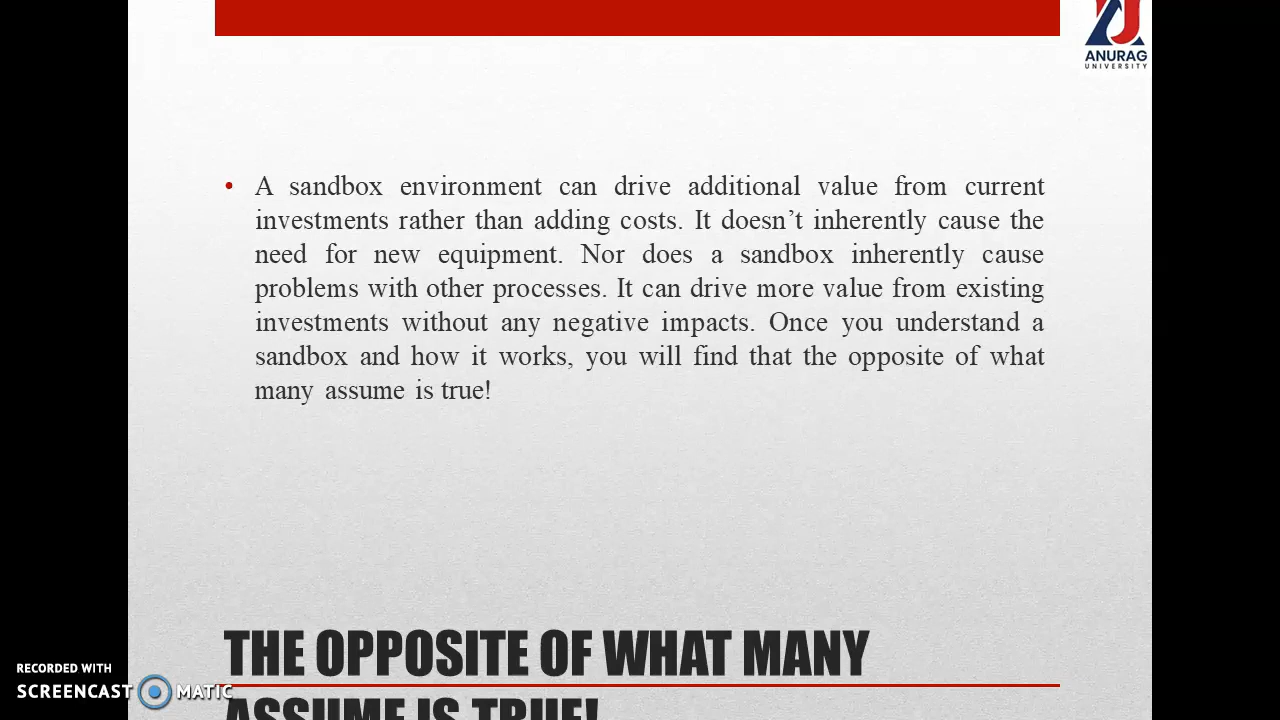 ANURAG
UNIVERSITY
• A sandbox environment can drive additional value from current
investments rather than adding costs. It doesn’t inherently cause the
need for new equipment. Nor does a sandbox inherently cause
problems with other processes. It can drive more value from existing
investments without any negative impacts. Once you understand a
sandbox and how it works, you will find that the opposite of what
many assume is true!
THE OPPOSITE OF WHAT MANY
ASSUME IS TRUE!
RECORDED WITH
SCREENCAST MATIC